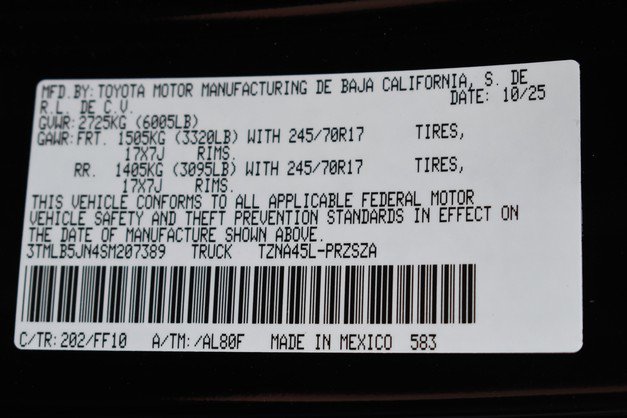 MFD. BY: TOYOTA MOTOR MANUFACTURING DE BAJA CALIFORNIA, S. DE
R.L. DE C.V. DATE: 10/25
GVWR: 2725KG (6005LB)
GAWR: FRT. 1505KG (3320LB) WITH 245/70R17 TIRES,
17X7J RIMS.
RR. 1405KG (3095LB) WITH 245/70R17 TIRES,
17X7J RIMS.
THIS VEHICLE CONFORMS TO ALL APPLICABLE FEDERAL MOTOR
VEHICLE SAFETY AND THEFT PREVENTION STANDARDS IN EFFECT ON
THE DATE OF MANUFACTURE SHOWN ABOVE.
3TMLB5JN4SM207389 TRUCK TZNA45L-PRZSZA
C/TR: 202/FF10 A/TM: /AL80F MADE IN MEXICO 583